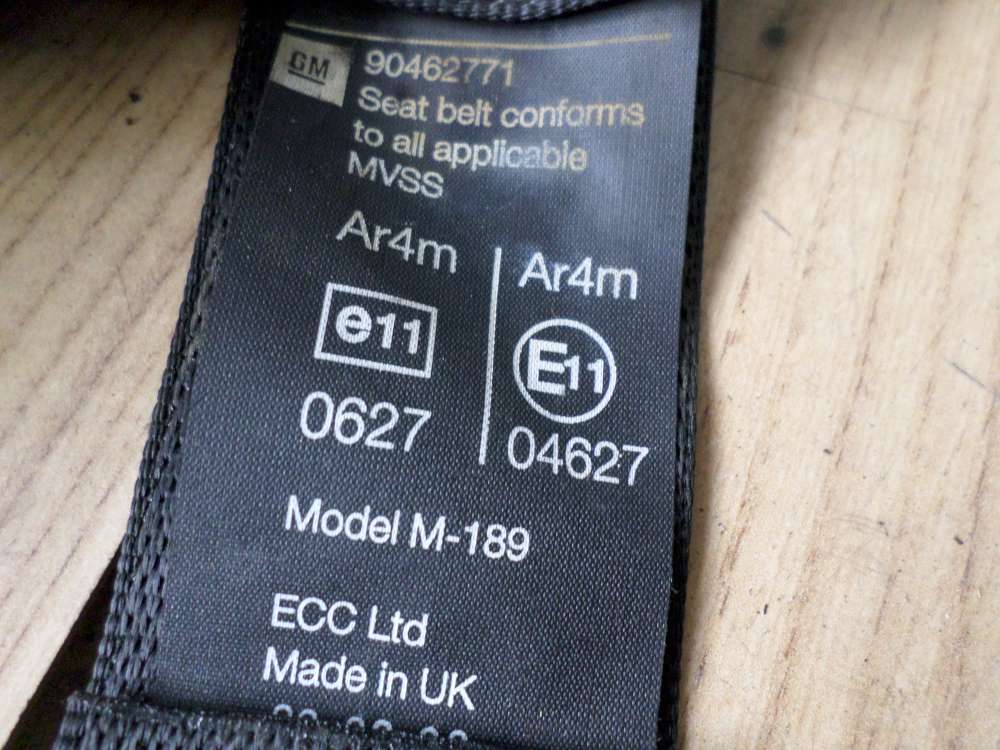 GM
90462771
Seat belt conforms
to all applicable
MVSS
Ar4m
e11
0627
Ar4m
E11
04627
Model M-189
ECC Ltd
Made in UK